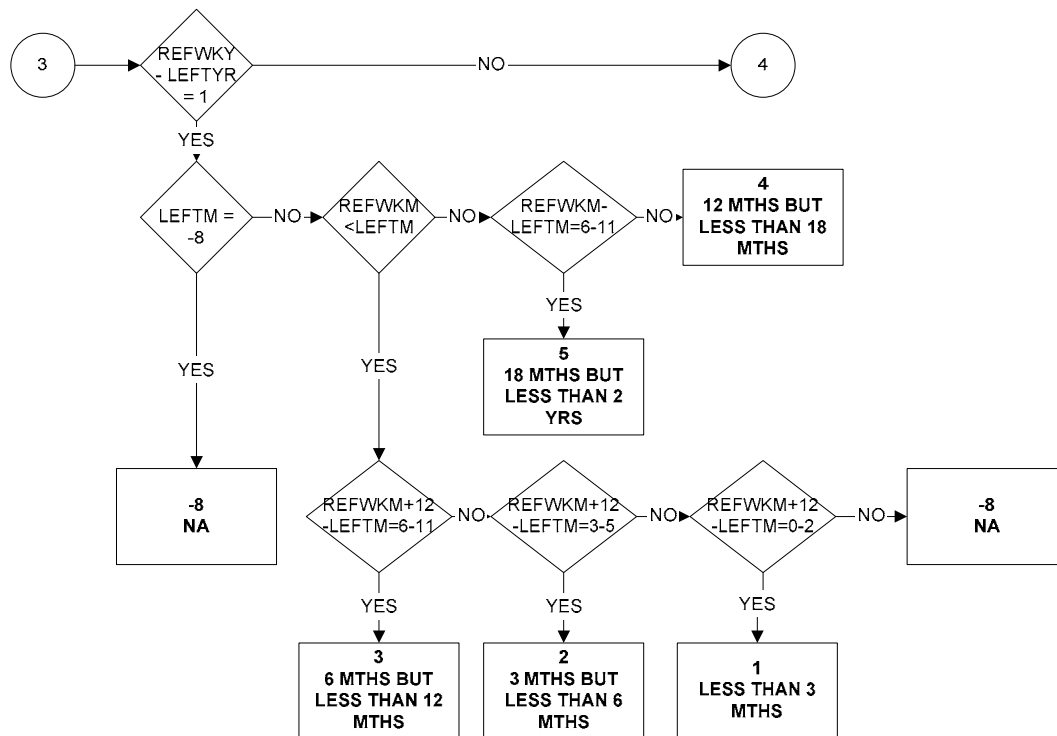 3
REFWKY
- LEFTYR
= 1
NO
4
YES
LEFTM =
-8
NO
REFWKM
<LEFTM
NO
REFWKM-
LEFTM=6-11
NO
4
12 MTHS BUT
LESS THAN 18
MTHS
YES
5
18 MTHS BUT
LESS THAN 2
YRS
YES
YES
-8
NA
REFWKM+12
-LEFTM=6-11
NO
REFWKM+12
-LEFTM=3-5
NO
REFWKM+12
-LEFTM=0-2
NO
-8
NA
YES
YES
YES
3
6 MTHS BUT
LESS THAN 12
MTHS
2
3 MTHS BUT
LESS THAN 6
MTHS
1
LESS THAN 3
MTHS